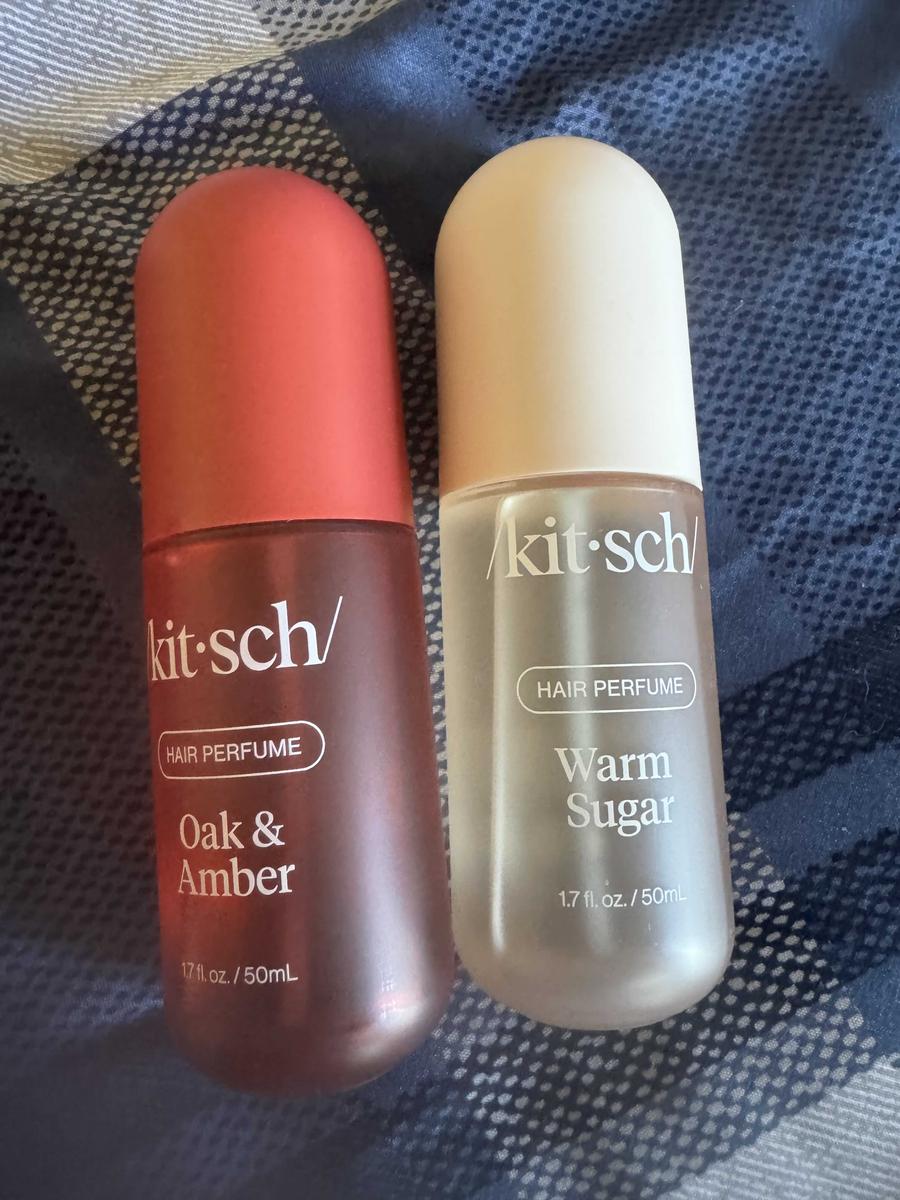 /kit·sch/
HAIR PERFUME
Oak &
Amber
1.7 fl. oz. / 50mL
/kit·sch/
HAIR PERFUME
Warm
Sugar
1.7 fl. oz. / 50mL